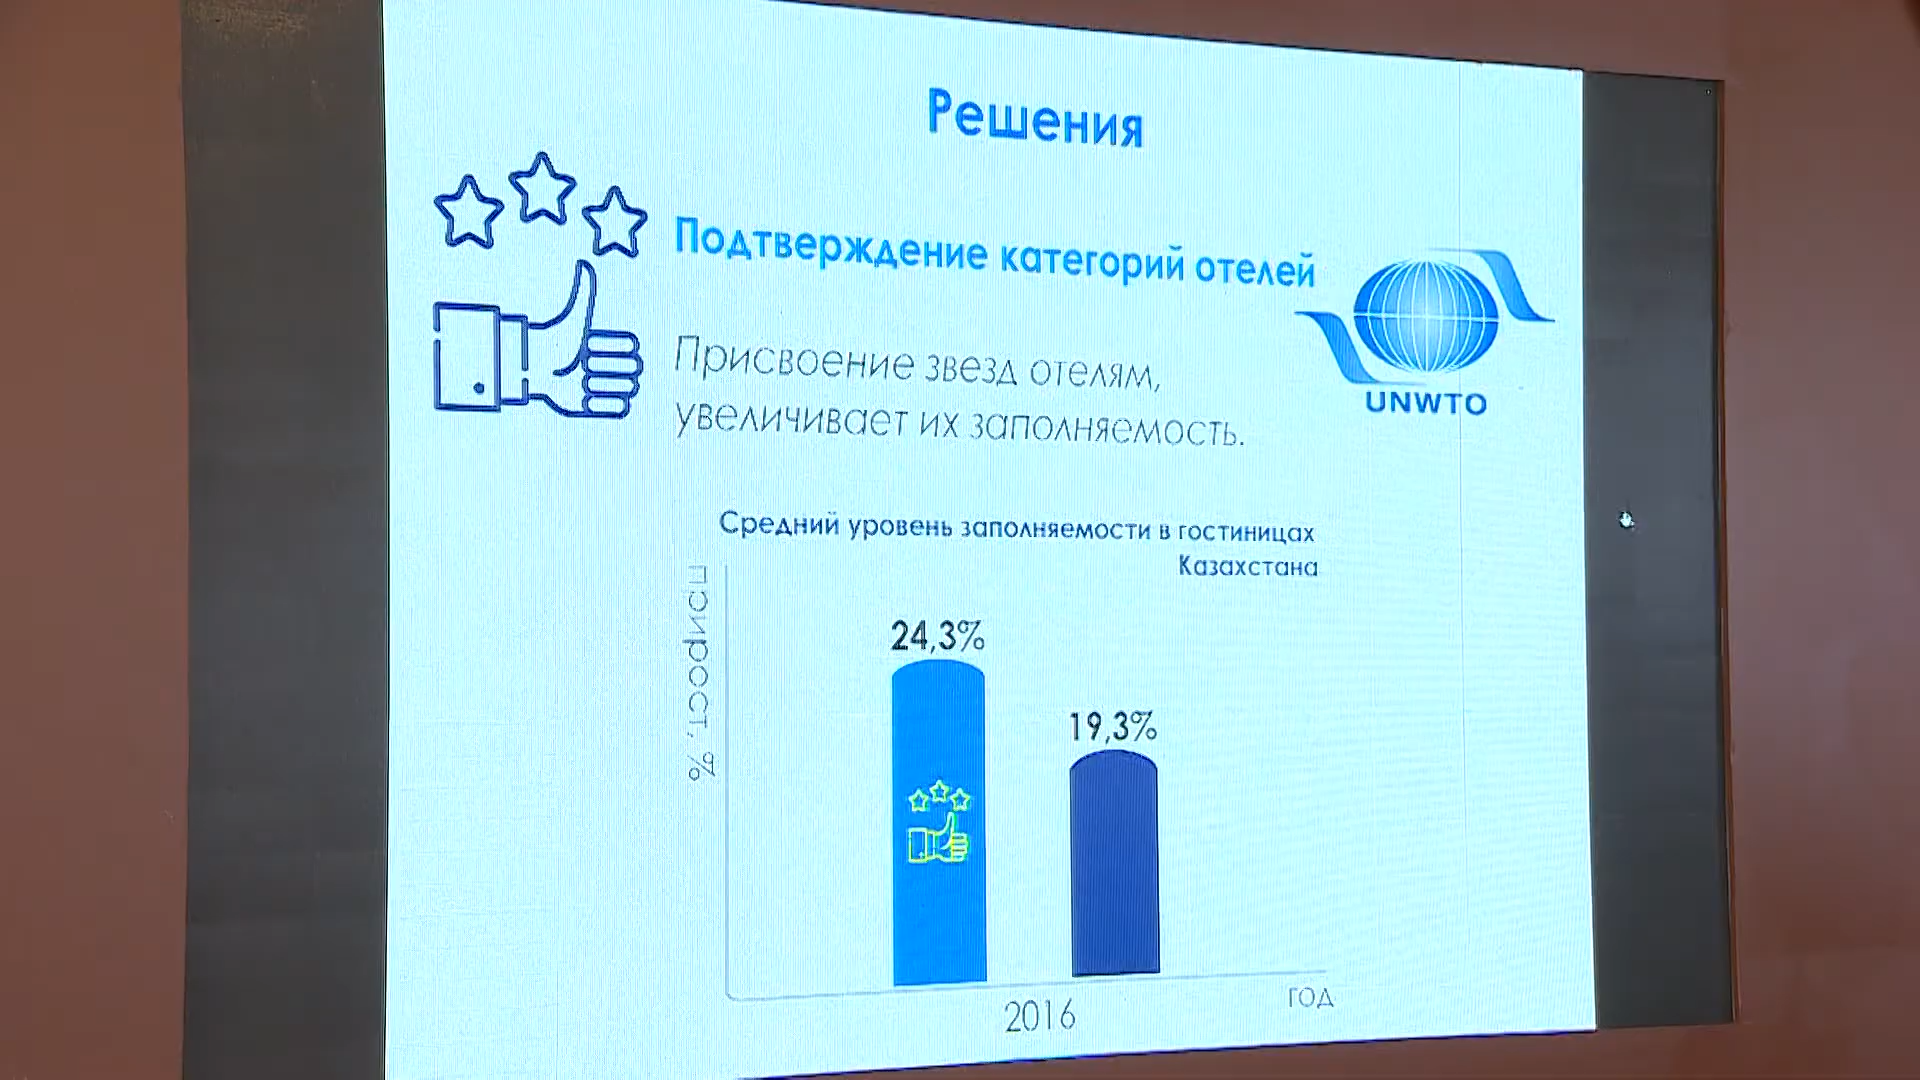 Решения
Подтверждение категорий отелей
Присвоение звезд отелям,
увеличивает их заполняемость.
UNWTO
Средний уровень заполняемости в гостиницах
Казахстана
Прирост, %
24,3%
19,3%
2016
год